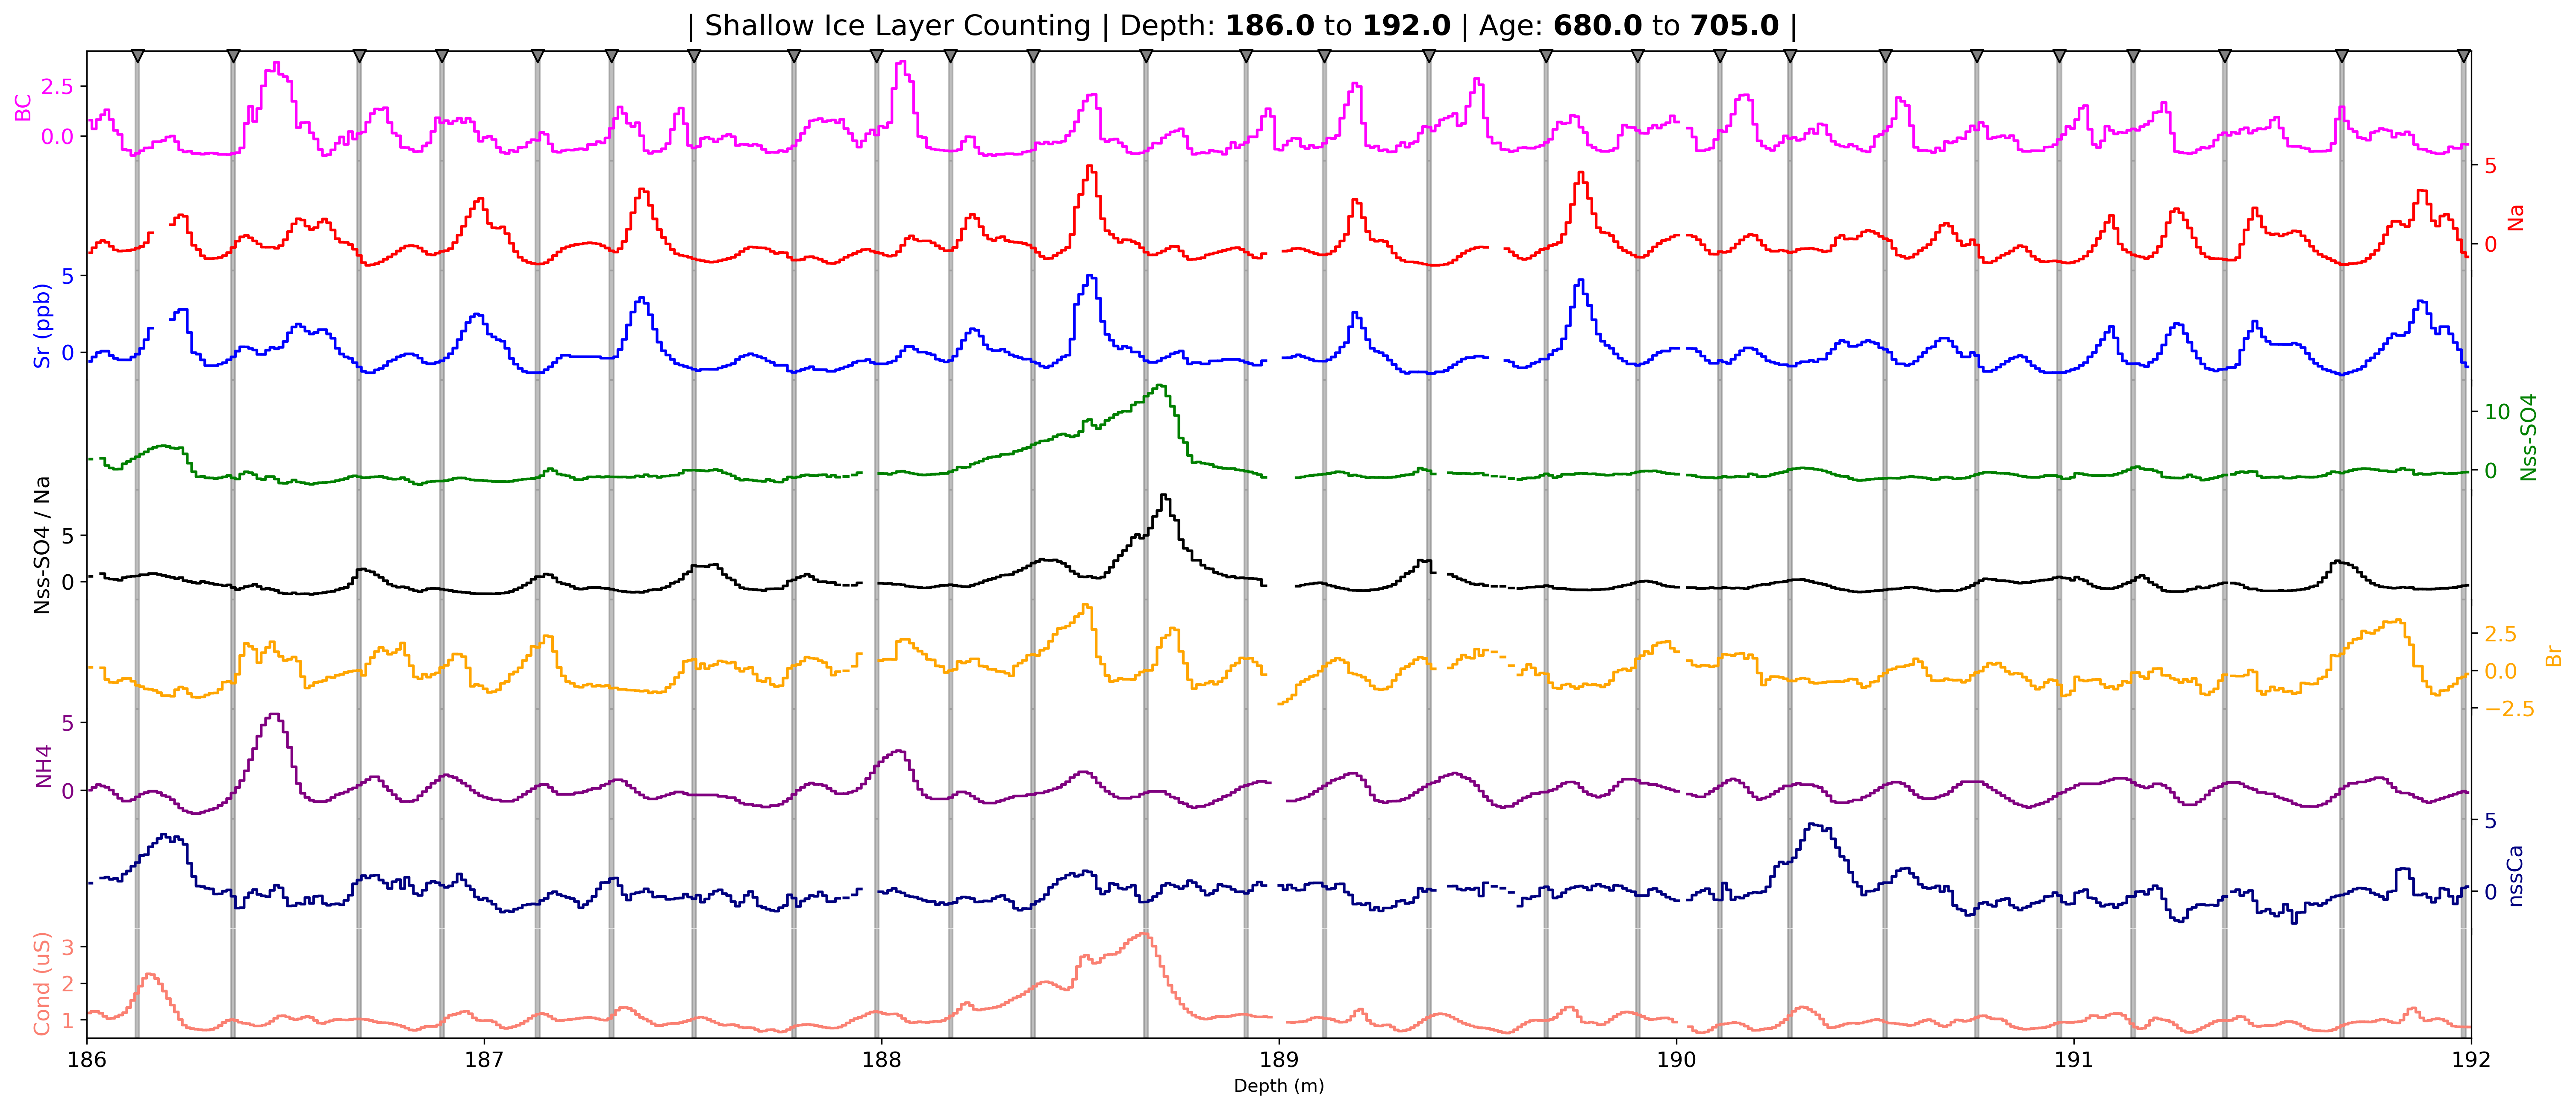 | Shallow Ice Layer Counting | Depth: 186.0 to 192.0 | Age: 680.0 to 705.0 |
BC
2.5
0.0
5
0
Na
Sr (ppb)
5
0
10
0
Nss-SO4
Nss-SO4 / Na
5
0
2.5
0.0
−2.5
Br
NH4
5
0
5
0
nssCa
Cond (uS)
3
2
1
186 187 188 189 190 191 192
Depth (m)